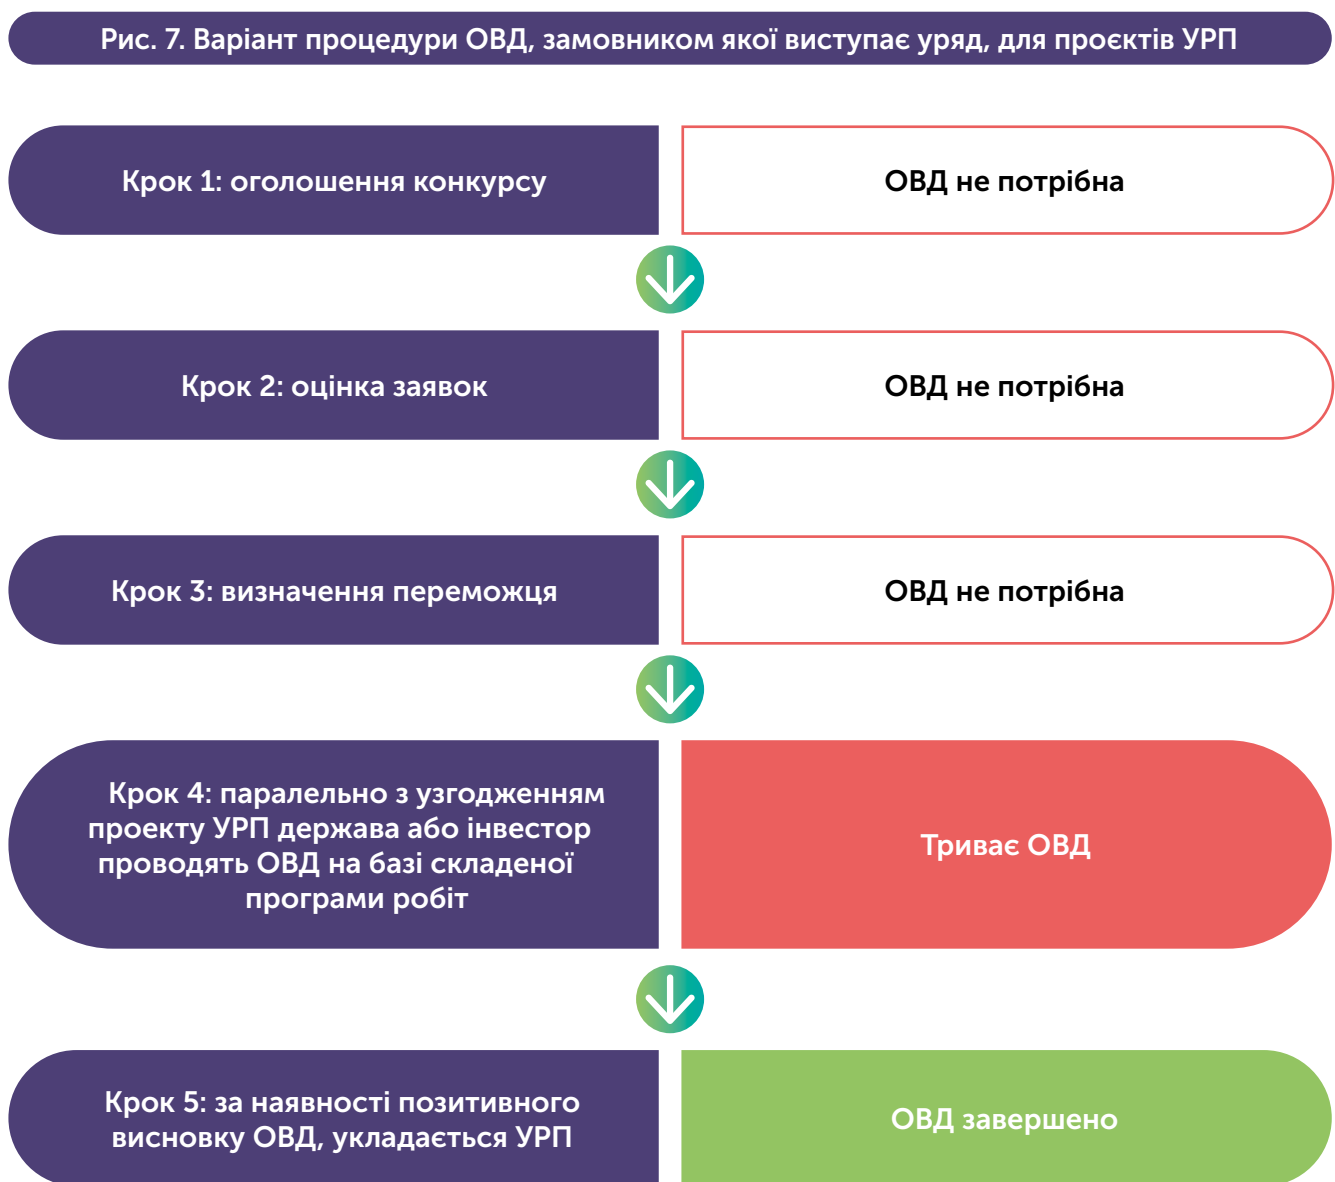 Рис. 7. Варіант процедури ОВД, замовником якої виступає уряд, для проєктів УРП
Крок 1: оголошення конкурсу
ОВД не потрібна
Крок 2: оцінка заявок
ОВД не потрібна
Крок 3: визначення переможця
ОВД не потрібна
Крок 4: паралельно з узгодженням
проекту УРП держава або інвестор
проводять ОВД на базі складеної
програми робіт
Триває ОВД
Крок 5: за наявності позитивного
висновку ОВД, укладається УРП
ОВД завершено